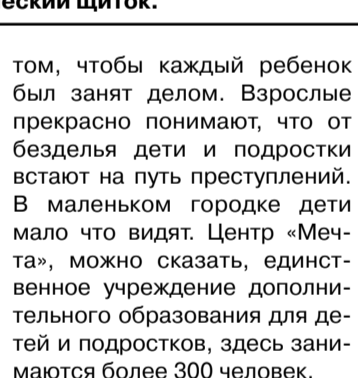 еский щиток.
том, чтобы каждый ребенок
был занят делом. Взрослые
прекрасно понимают, что от
безделья дети и подростки
встают на путь преступлений.
В маленьком городке дети
мало что видят. Центр «Меч-
та», можно сказать, единст-
венное учреждение дополни-
тельного образования для де-
тей и подростков, здесь зани-
маются более 300 человек.